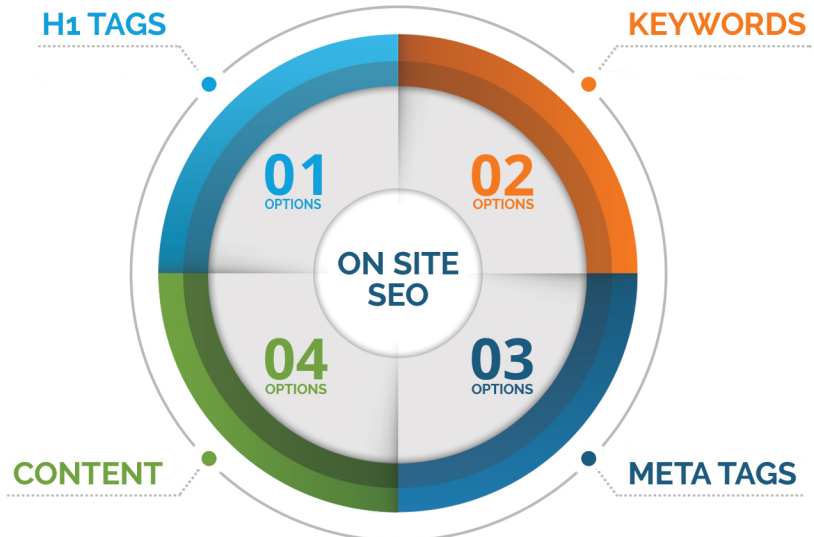 H1 TAGS
KEYWORDS
01
OPTIONS
02
OPTIONS
ON SITE
SEO
04
OPTIONS
03
OPTIONS
CONTENT
META TAGS